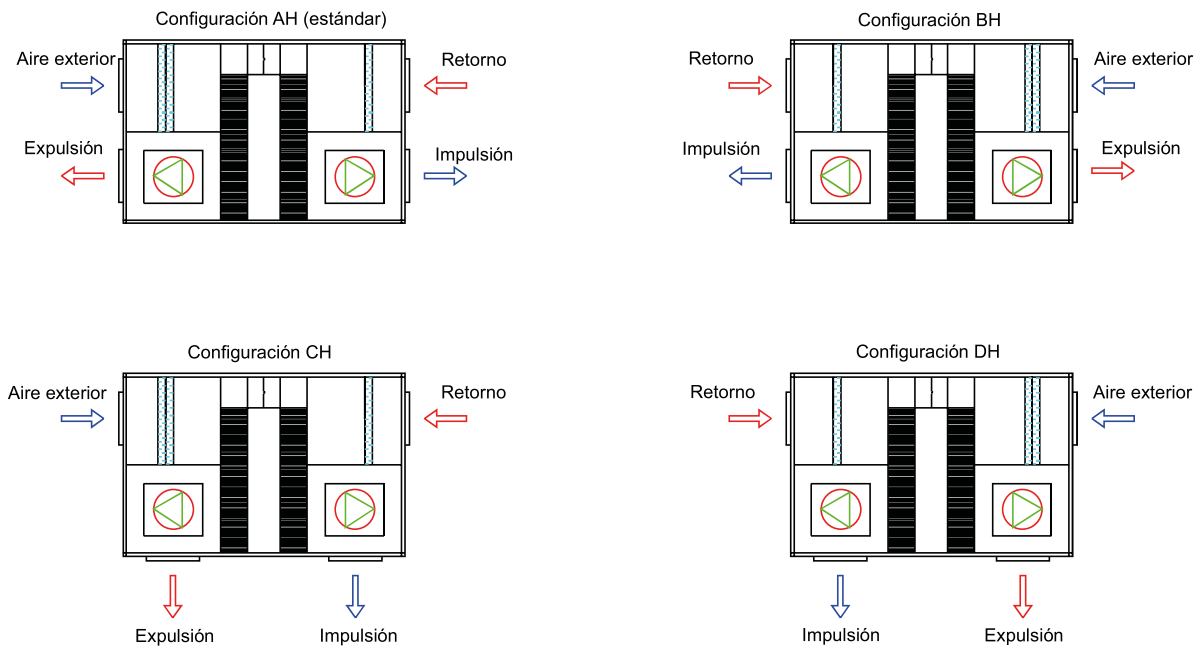 Configuración AH (estándar)
Aire exterior
Retorno
Expulsión
Impulsión
Configuración BH
Retorno
Aire exterior
Impulsión
Expulsión
Configuración CH
Aire exterior
Retorno
Expulsión
Impulsión
Configuración DH
Retorno
Aire exterior
Impulsión
Expulsión